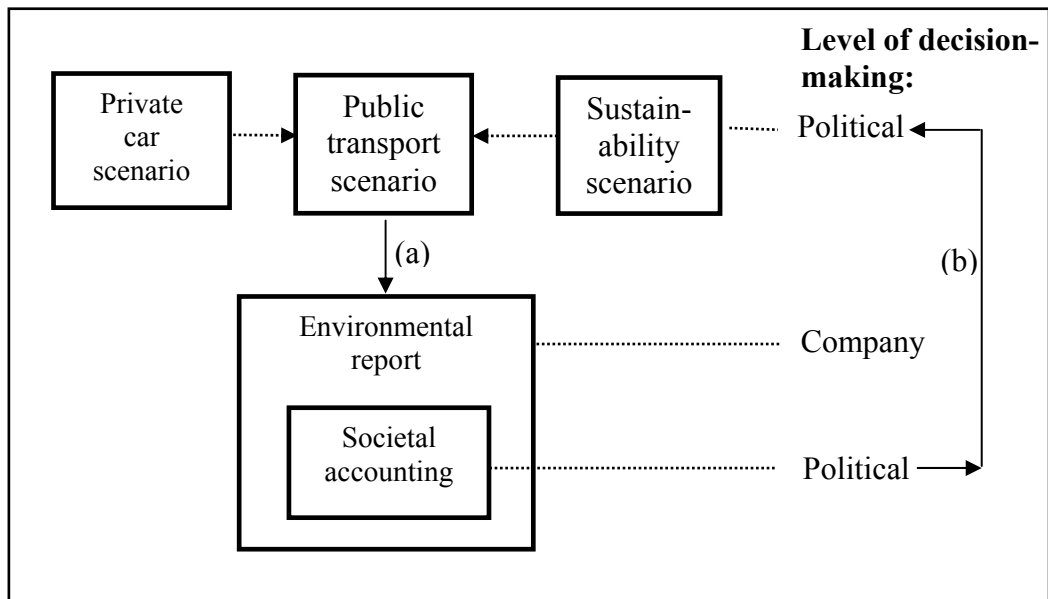 Level of decision-
making:
Private
car
scenario
Public
transport
scenario
Sustain-
ability
scenario
Political
(a)
(b)
Environmental
report
Company
Societal
accounting
Political